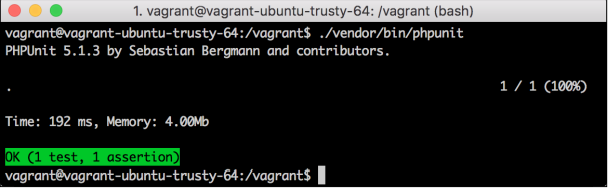 1. vagrant@vagrant-ubuntu-trusty-64: /vagrant (bash)
vagrant@vagrant-ubuntu-trusty-64:/vagrant$ ./vendor/bin/phpunit
PHPUnit 5.1.3 by Sebastian Bergmann and contributors.
. 1 / 1 (100%)
Time: 192 ms, Memory: 4.00Mb
OK (1 test, 1 assertion)
vagrant@vagrant-ubuntu-trusty-64:/vagrant$